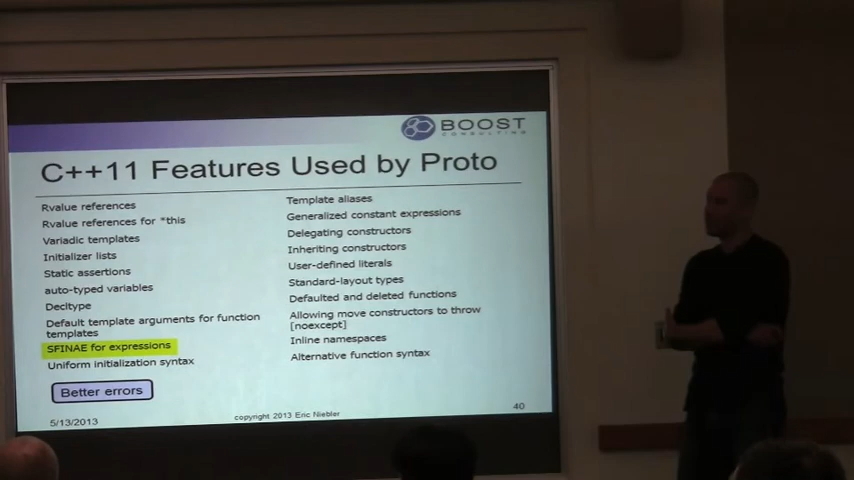 BOOST
CONSULTING
C++11 Features Used by Proto
Rvalue references
Rvalue references for *this
Variadic templates
Initializer lists
Static assertions
auto-typed variables
Decltype
Default template arguments for function
templates
SFINAE for expressions
Uniform initialization syntax
Template aliases
Generalized constant expressions
Delegating constructors
Inheriting constructors
User-defined literals
Standard-layout types
Defaulted and deleted functions
Allowing move constructors to throw
[noexcept]
Inline namespaces
Alternative function syntax
Better errors
5/13/2013
copyright 2013 Eric Niebler
40